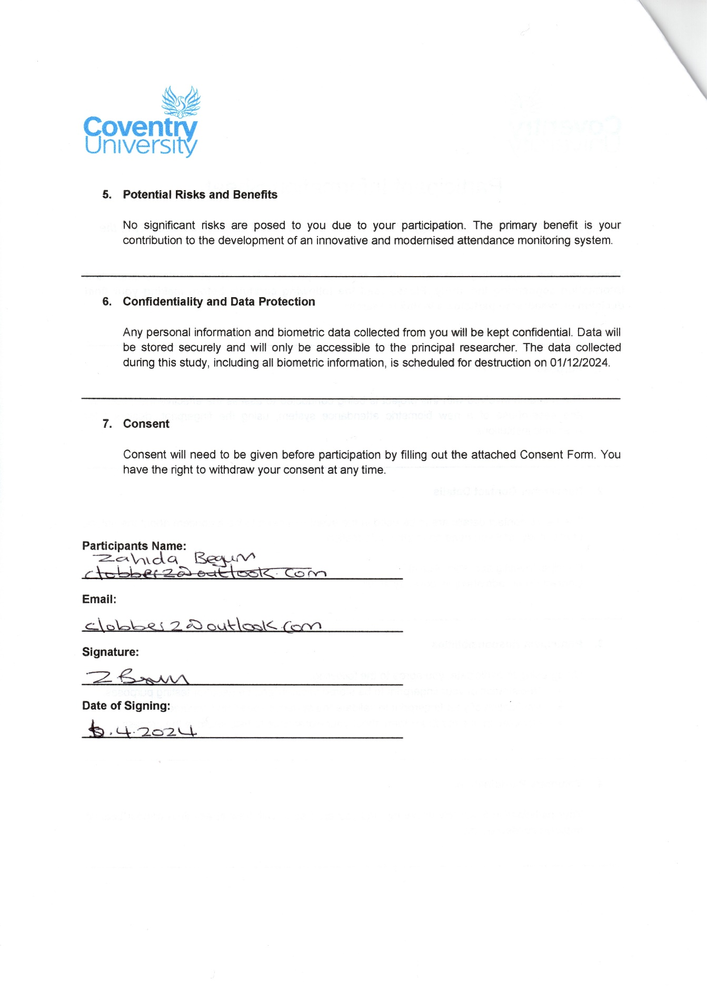 Coventry
University
5. Potential Risks and Benefits
No significant risks are posed to you due to your participation. The primary benefit is your
contribution to the development of an innovative and modernised attendance monitoring system.
6. Confidentiality and Data Protection
Any personal information and biometric data collected from you will be kept confidential. Data will
be stored securely and will only be accessible to the principal researcher. The data collected
during this study, including all biometric information, is scheduled for destruction on 01/12/2024.
7. Consent
Consent will need to be given before participation by filling out the attached Consent Form. You
have the right to withdraw your consent at any time.
Participants Name:
Zahida Begum
clobber2@outlook.com
Email:
clobber2@outlook.com
Signature:
Z Begum
Date of Signing:
.4.2024